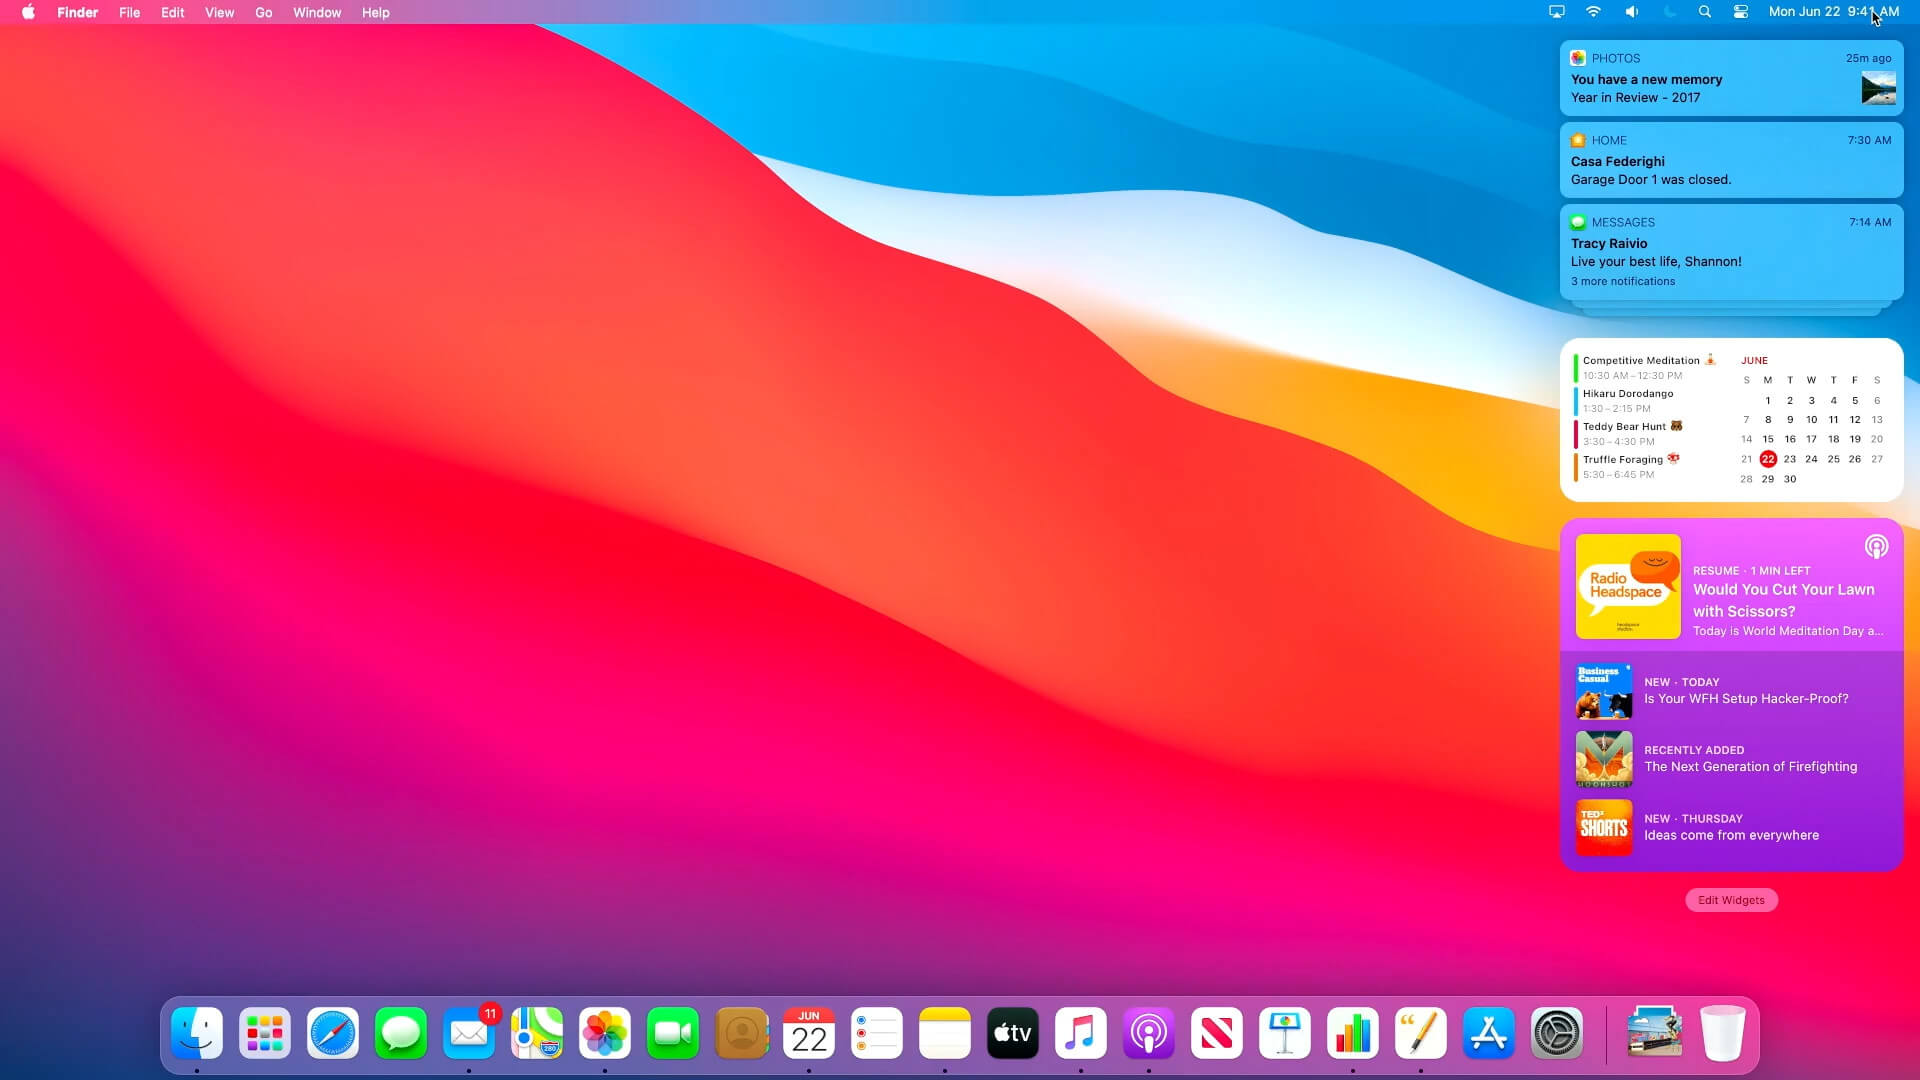 Finder File Edit View Go Window Help
Mon Jun 22 9:41 AM
PHOTOS 25m ago
You have a new memory
Year in Review - 2017
HOME 7:30 AM
Casa Federighi
Garage Door 1 was closed.
MESSAGES 7:14 AM
Tracy Raivio
Live your best life, Shannon!
3 more notifications
Competitive Meditation
10:30 AM – 12:30 PM
Hikaru Dorodango
1:30 – 2:15 PM
Teddy Bear Hunt
3:30 – 4:30 PM
Truffle Foraging
5:30 – 6:45 PM
JUNE
S M T W T F S
1 2 3 4 5 6
7 8 9 10 11 12 13
14 15 16 17 18 19 20
21 22 23 24 25 26 27
28 29 30
Radio
Headspace
headspace
studios.
RESUME · 1 MIN LEFT
Would You Cut Your Lawn
with Scissors?
Today is World Meditation Day a...
Business
Casual
NEW · TODAY
Is Your WFH Setup Hacker-Proof?
MOONSHOT
RECENTLY ADDED
The Next Generation of Firefighting
TEDx
SHORTS
NEW · THURSDAY
Ideas come from everywhere
Edit Widgets
11
280
JUN
22
tv